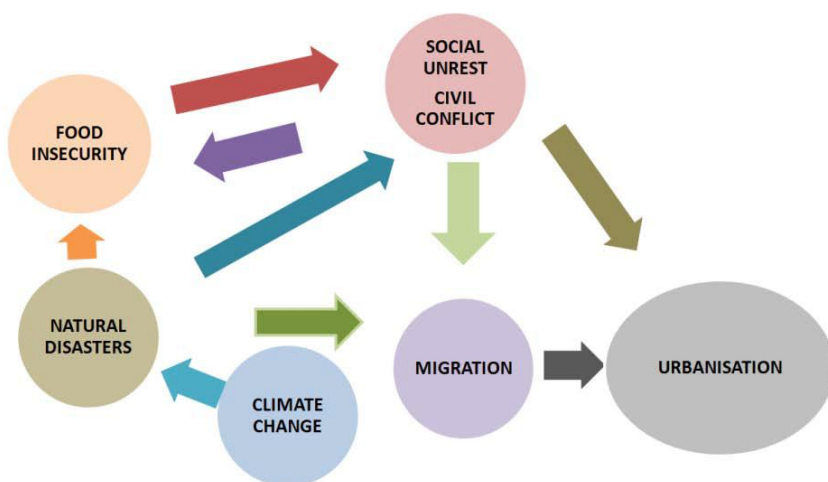 SOCIAL
UNREST
CIVIL
CONFLICT
FOOD
INSECURITY
NATURAL
DISASTERS
CLIMATE
CHANGE
MIGRATION
URBANISATION